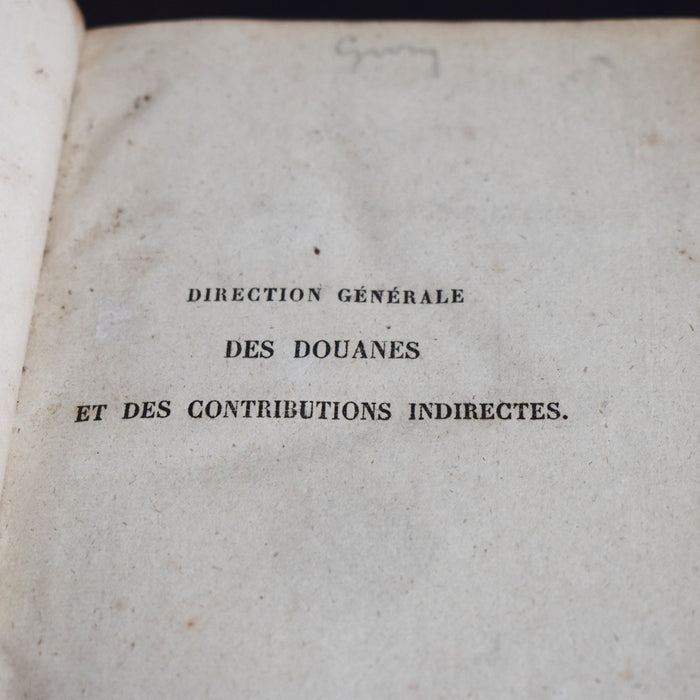 DIRECTION GÉNÉRALE
DES DOUANES
ET DES CONTRIBUTIONS INDIRECTES.